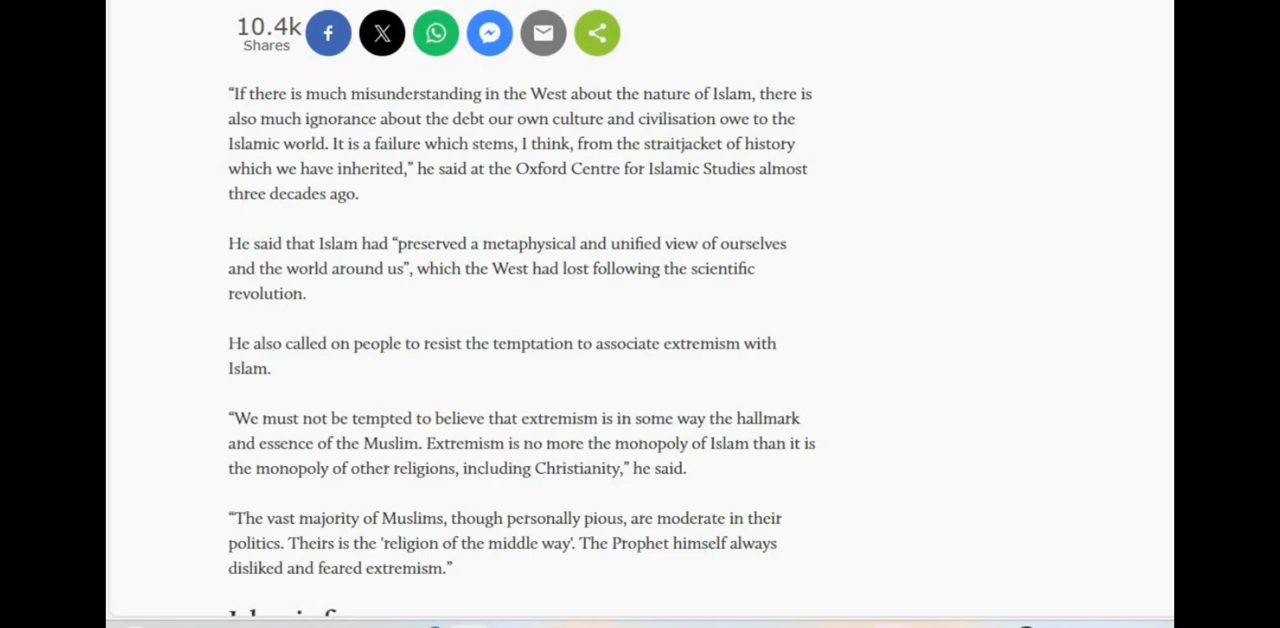 10.4k
Shares
“If there is much misunderstanding in the West about the nature of Islam, there is
also much ignorance about the debt our own culture and civilisation owe to the
Islamic world. It is a failure which stems, I think, from the straitjacket of history
which we have inherited,” he said at the Oxford Centre for Islamic Studies almost
three decades ago.
He said that Islam had “preserved a metaphysical and unified view of ourselves
and the world around us”, which the West had lost following the scientific
revolution.
He also called on people to resist the temptation to associate extremism with
Islam.
“We must not be tempted to believe that extremism is in some way the hallmark
and essence of the Muslim. Extremism is no more the monopoly of Islam than it is
the monopoly of other religions, including Christianity,” he said.
“The vast majority of Muslims, though personally pious, are moderate in their
politics. Theirs is the 'religion of the middle way'. The Prophet himself always
disliked and feared extremism.”